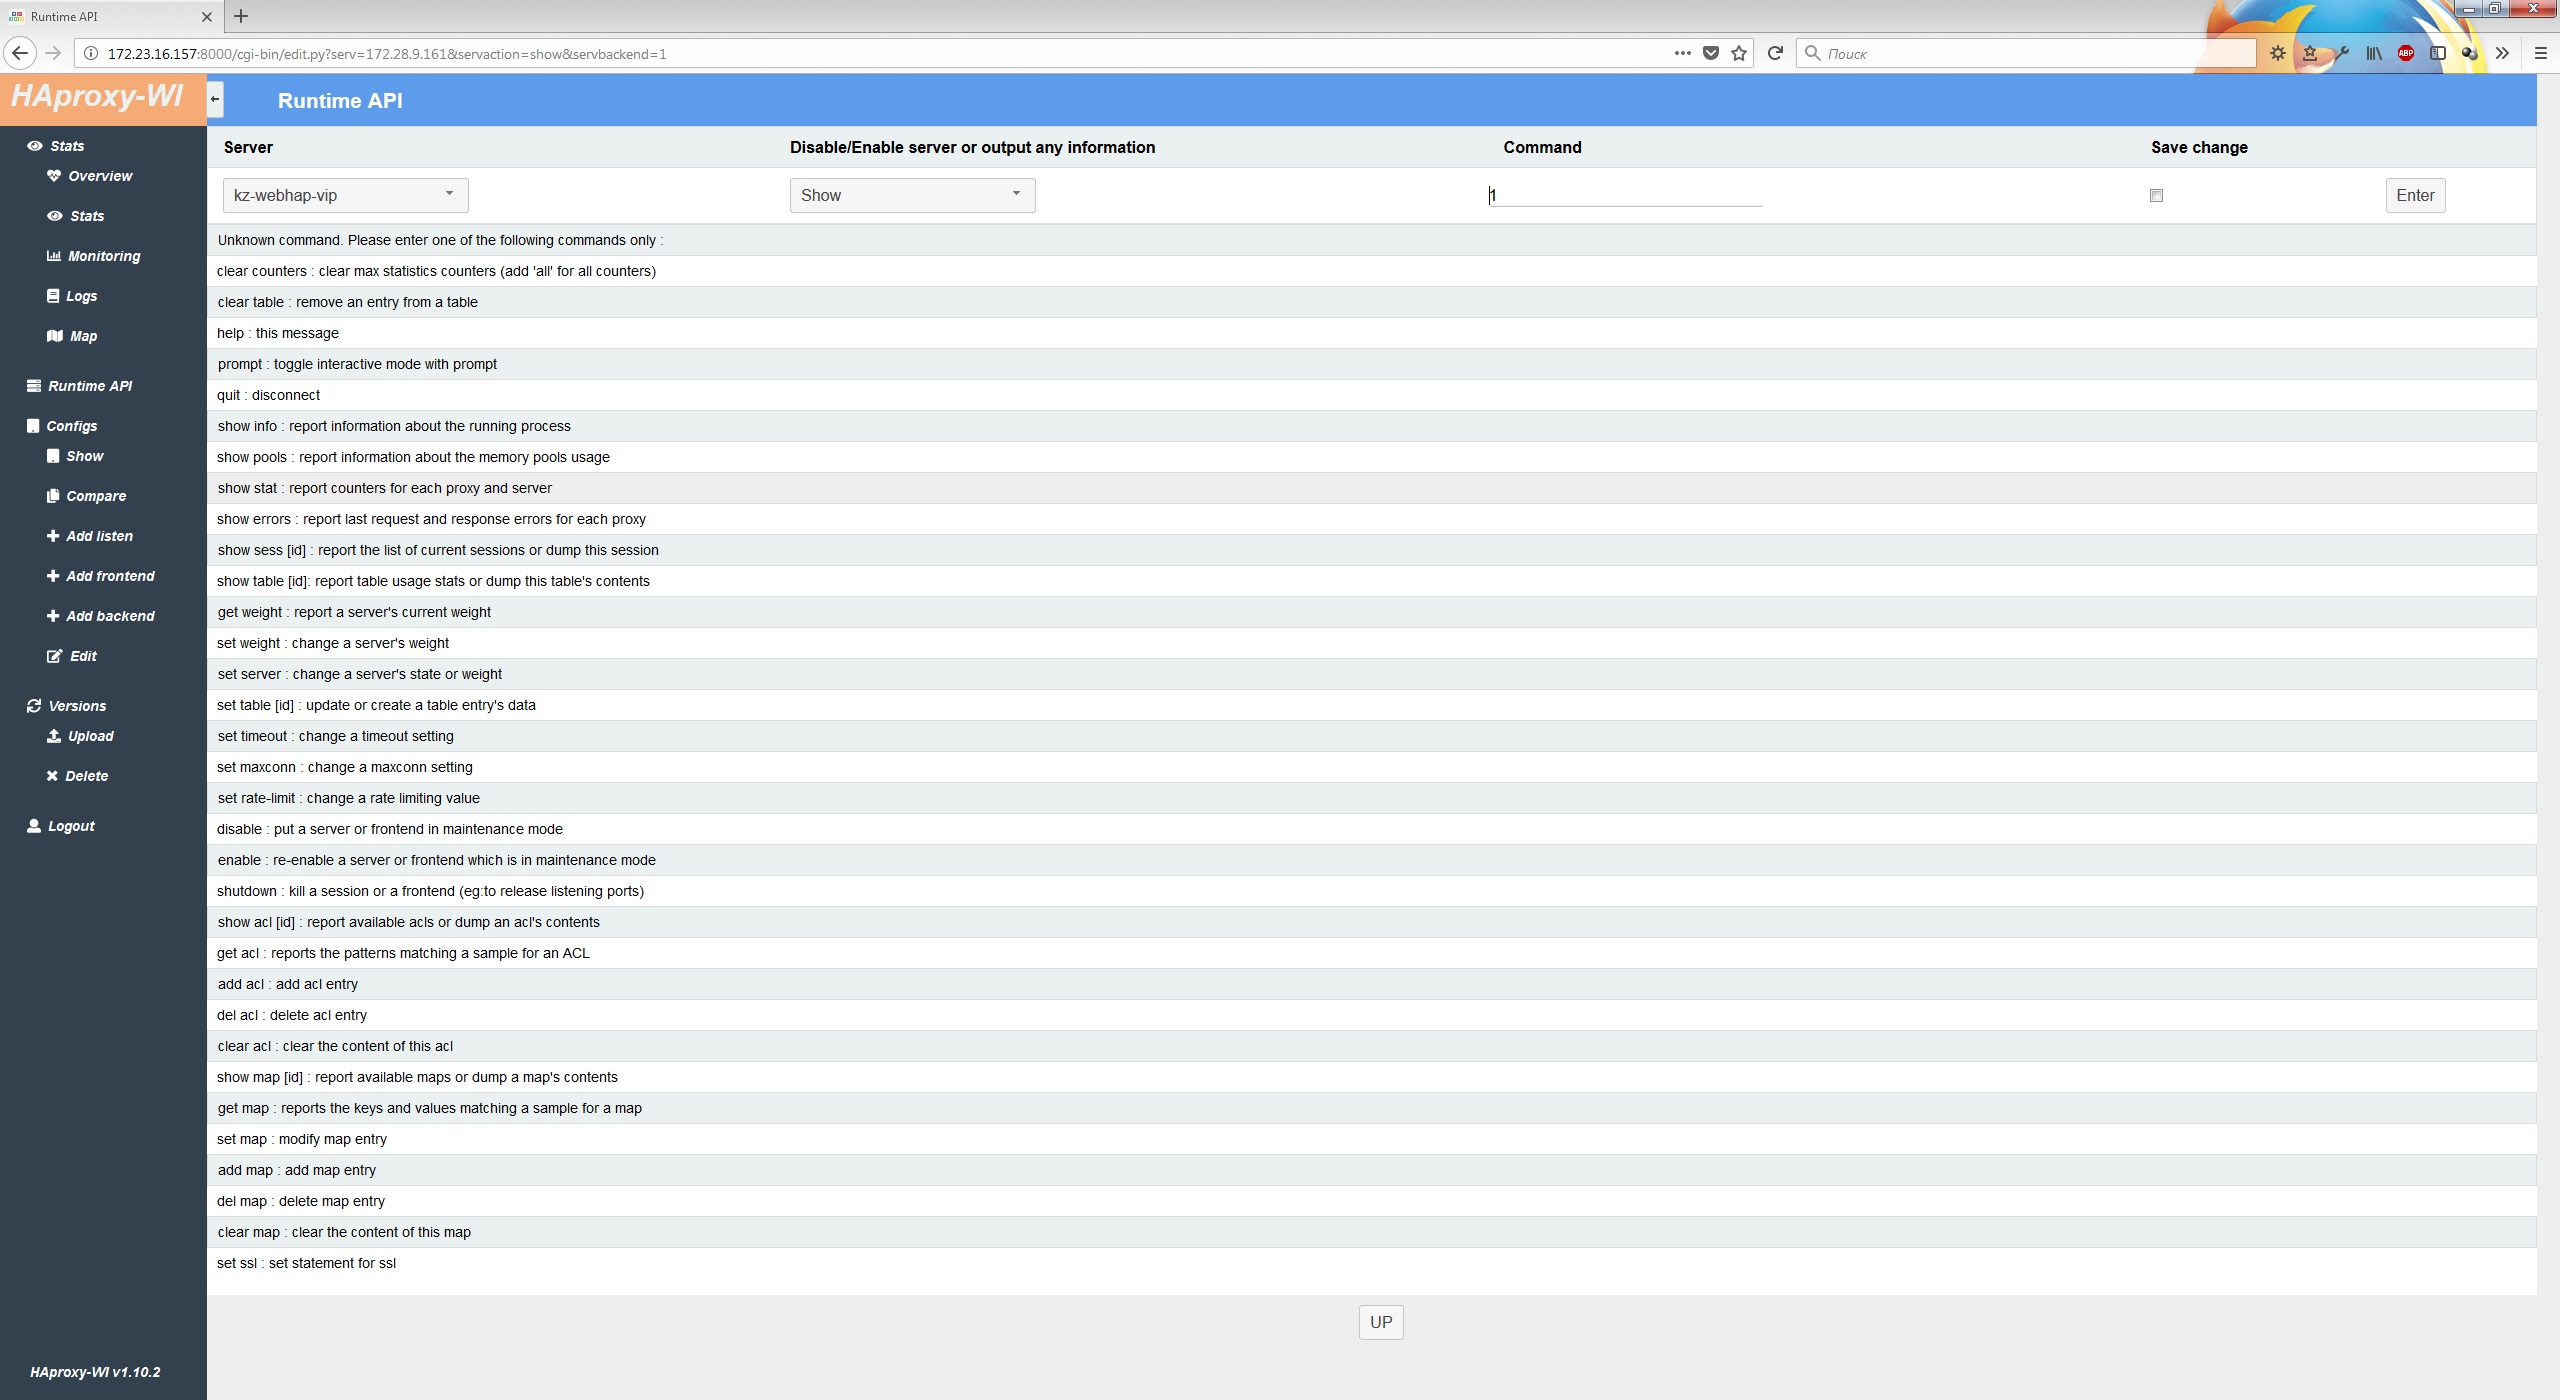 Runtime API
172.23.16.157:8000/cgi-bin/edit.py?serv=172.28.9.161&servaction=show&servbackend=1
Поиск
ABP
HAproxy-WI
Runtime API
Stats
Overview
Stats
Monitoring
Logs
Map
Runtime API
Configs
Show
Compare
Add listen
Add frontend
Add backend
Edit
Versions
Upload
Delete
Logout
HAproxy-WI v1.10.2
Server Disable/Enable server or output any information Command Save change
kz-webhap-vip Show 1 Enter
Unknown command. Please enter one of the following commands only :
clear counters : clear max statistics counters (add 'all' for all counters)
clear table : remove an entry from a table
help : this message
prompt : toggle interactive mode with prompt
quit : disconnect
show info : report information about the running process
show pools : report information about the memory pools usage
show stat : report counters for each proxy and server
show errors : report last request and response errors for each proxy
show sess [id] : report the list of current sessions or dump this session
show table [id]: report table usage stats or dump this table's contents
get weight : report a server's current weight
set weight : change a server's weight
set server : change a server's state or weight
set table [id] : update or create a table entry's data
set timeout : change a timeout setting
set maxconn : change a maxconn setting
set rate-limit : change a rate limiting value
disable : put a server or frontend in maintenance mode
enable : re-enable a server or frontend which is in maintenance mode
shutdown : kill a session or a frontend (eg:to release listening ports)
show acl [id] : report available acls or dump an acl's contents
get acl : reports the patterns matching a sample for an ACL
add acl : add acl entry
del acl : delete acl entry
clear acl : clear the content of this acl
show map [id] : report available maps or dump a map's contents
get map : reports the keys and values matching a sample for a map
set map : modify map entry
add map : add map entry
del map : delete map entry
clear map : clear the content of this map
set ssl : set statement for ssl
UP